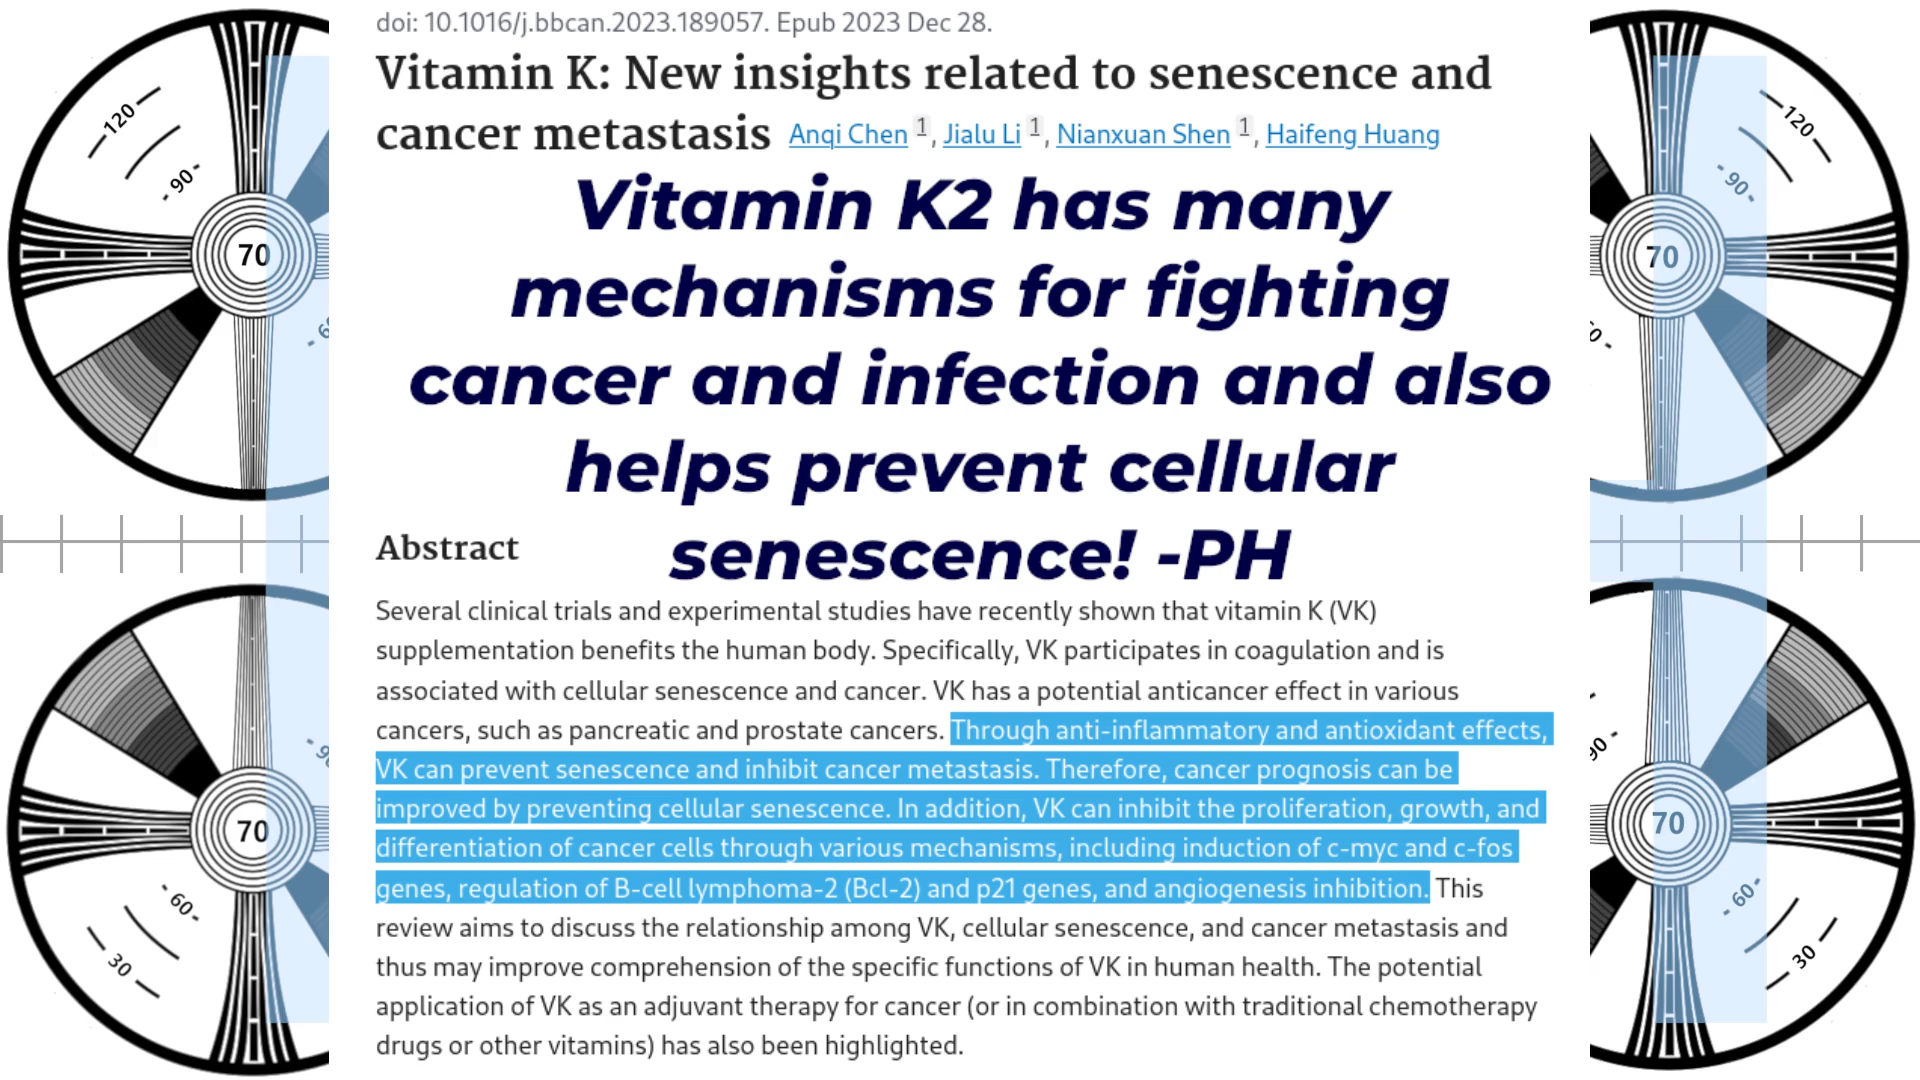 doi: 10.1016/j.bbcan.2023.189057. Epub 2023 Dec 28.
Vitamin K: New insights related to senescence and
cancer metastasis Anqi Chen 1, Jialu Li 1, Nianxuan Shen 1, Haifeng Huang
Vitamin K2 has many
mechanisms for fighting
cancer and infection and also
helps prevent cellular
senescence! -PH
Abstract
Several clinical trials and experimental studies have recently shown that vitamin K (VK)
supplementation benefits the human body. Specifically, VK participates in coagulation and is
associated with cellular senescence and cancer. VK has a potential anticancer effect in various
cancers, such as pancreatic and prostate cancers. Through anti-inflammatory and antioxidant effects,
VK can prevent senescence and inhibit cancer metastasis. Therefore, cancer prognosis can be
improved by preventing cellular senescence. In addition, VK can inhibit the proliferation, growth, and
differentiation of cancer cells through various mechanisms, including induction of c-myc and c-fos
genes, regulation of B-cell lymphoma-2 (Bcl-2) and p21 genes, and angiogenesis inhibition. This
review aims to discuss the relationship among VK, cellular senescence, and cancer metastasis and
thus may improve comprehension of the specific functions of VK in human health. The potential
application of VK as an adjuvant therapy for cancer (or in combination with traditional chemotherapy
drugs or other vitamins) has also been highlighted.
120
- 90 -
70
120
- 90 -
70
70
- 60 -
30
70
- 60 -
30